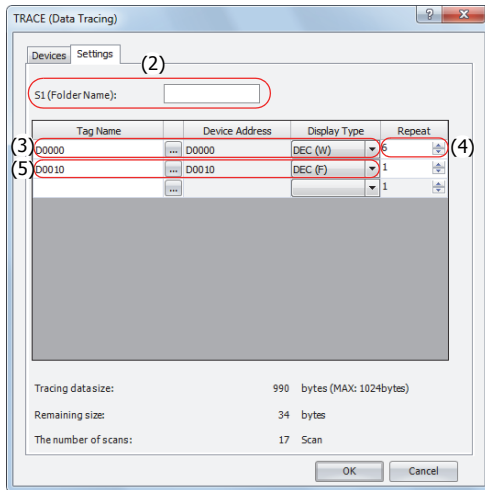 TRACE (Data Tracing) ? X
Devices Settings
(2)
S1 (Folder Name):
Tag Name Device Address Display Type Repeat
(3) D0000 ... D0000 DEC (W) 6 (4)
(5) D0010 ... D0010 DEC (F) 1
... 1
Tracing data size: 990 bytes (MAX: 1024bytes)
Remaining size: 34 bytes
The number of scans: 17 Scan
OK Cancel